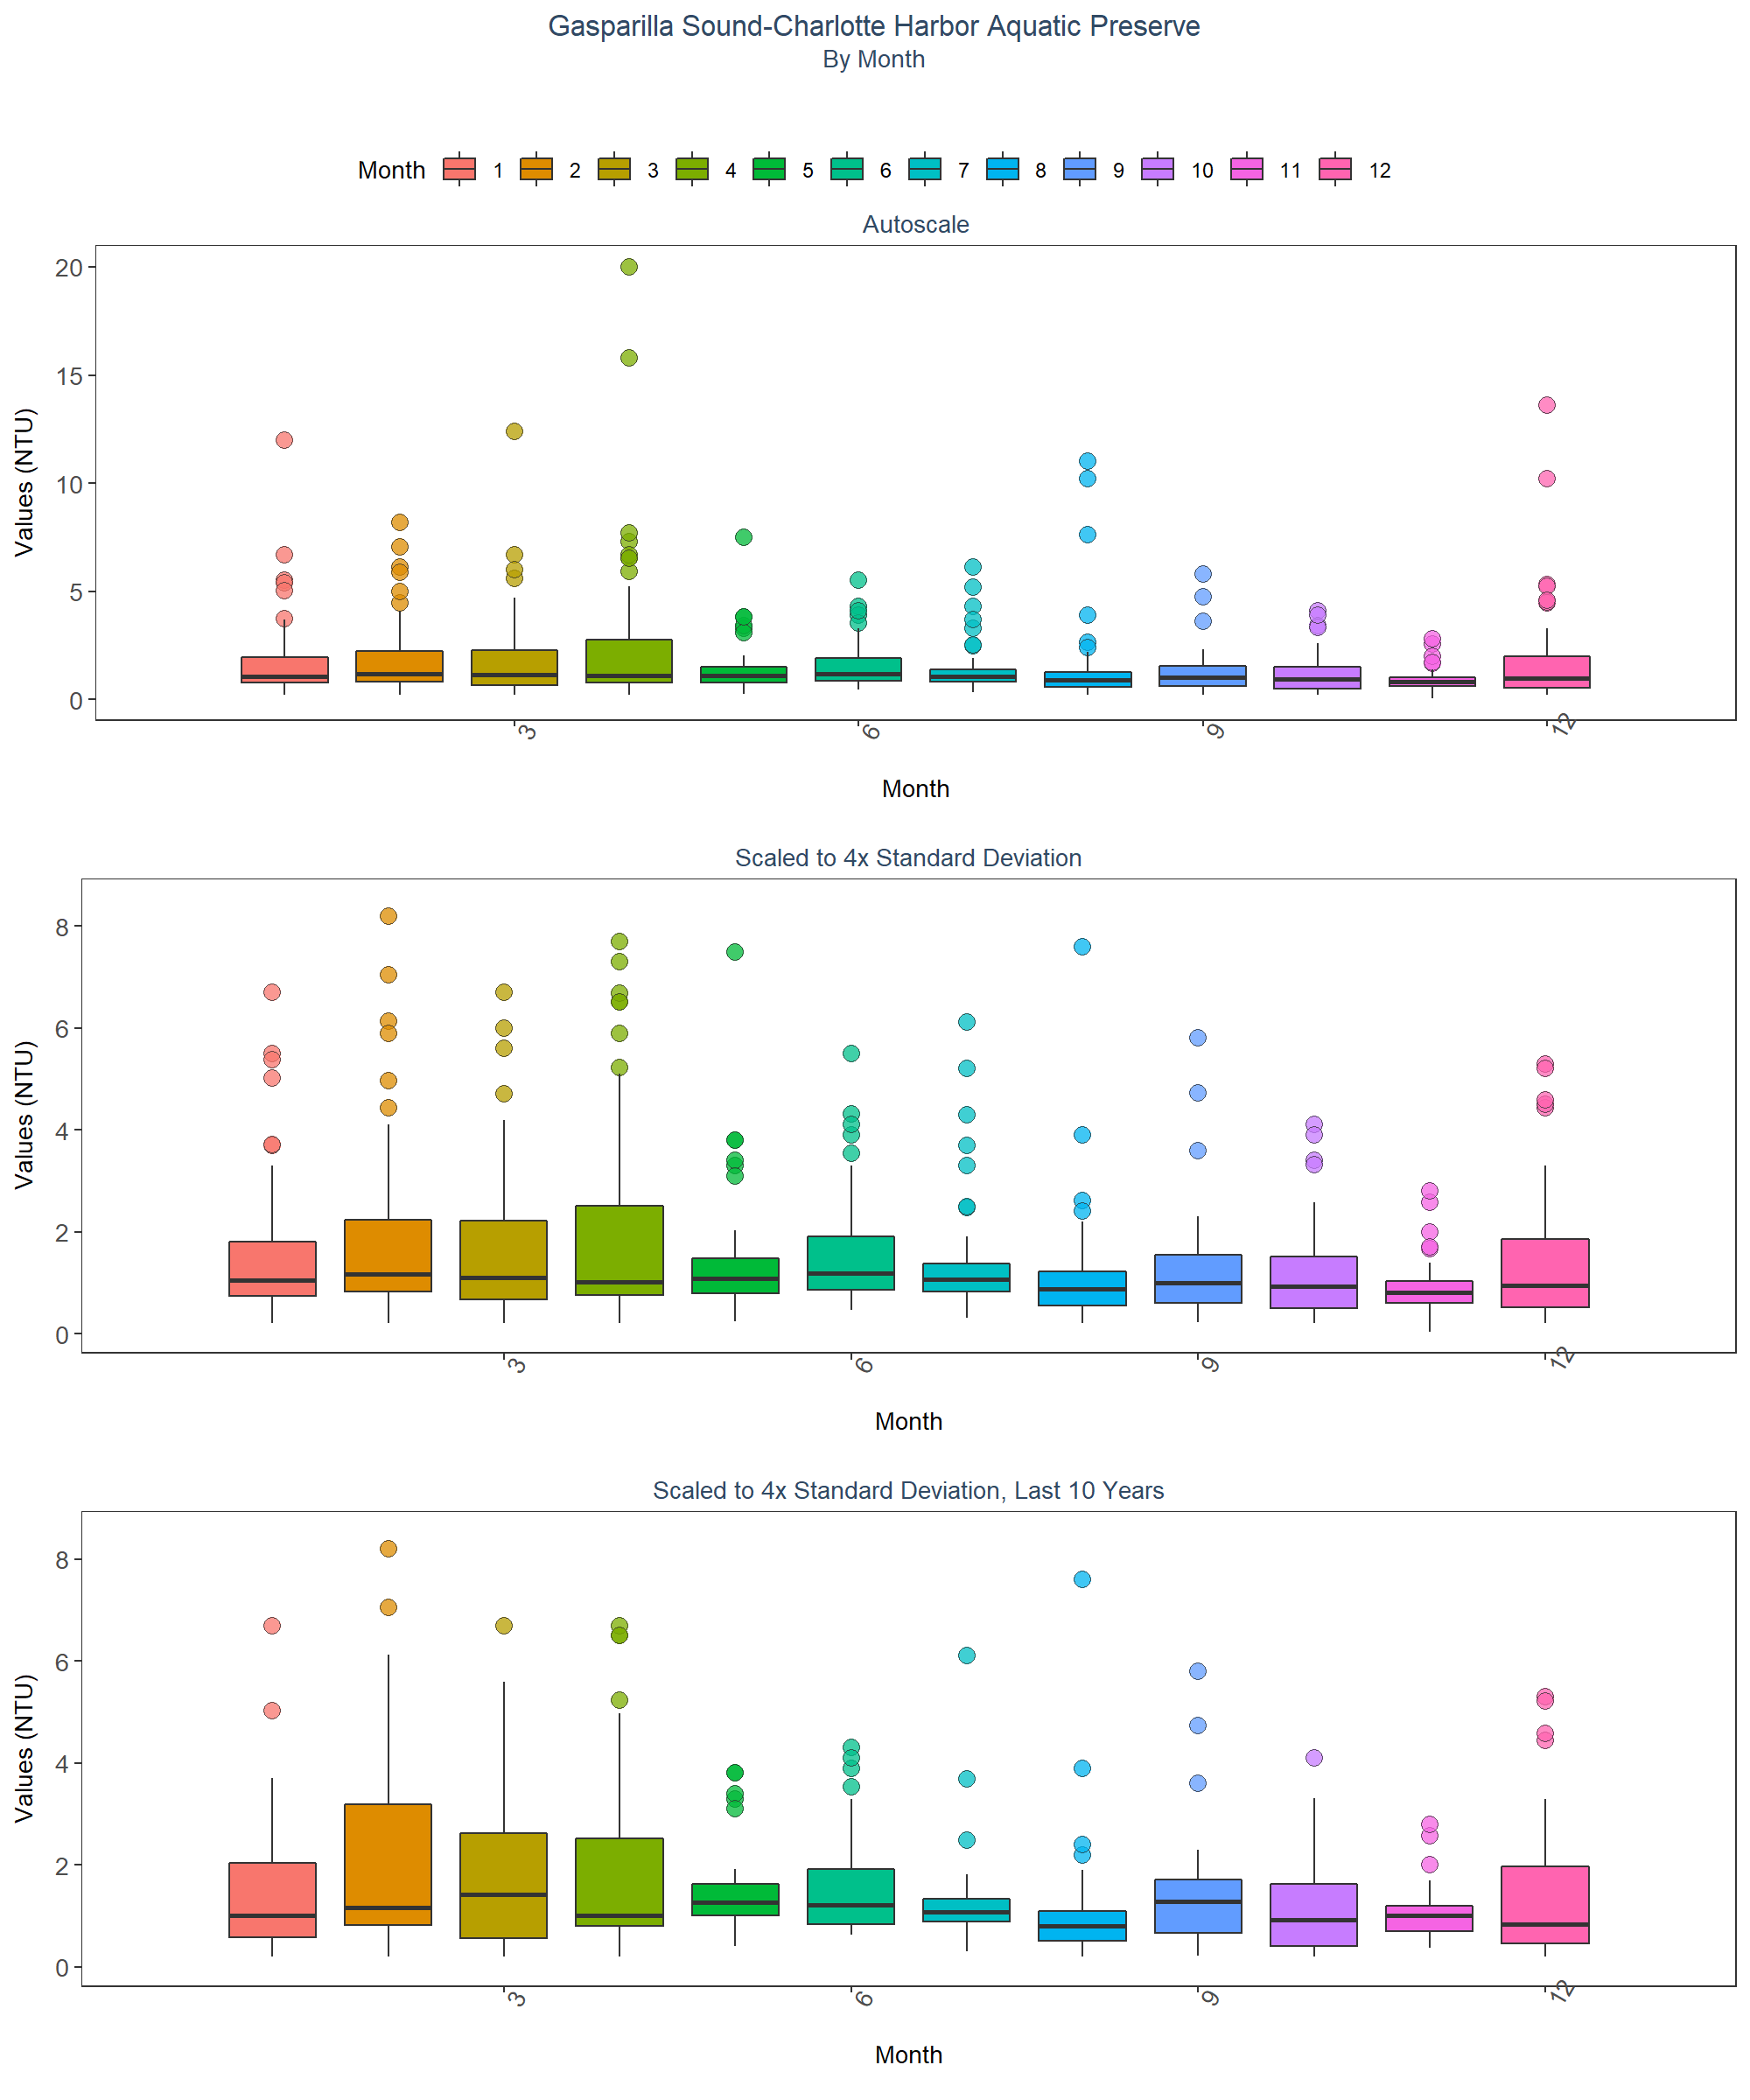 Gasparilla Sound-Charlotte Harbor Aquatic Preserve
By Month
Month 1 2 3 4 5 6 7 8 9 10 11 12
Autoscale
Values (NTU)
20
15
10
5
0
3 6 9 12
Month
Scaled to 4x Standard Deviation
Values (NTU)
8
6
4
2
0
3 6 9 12
Month
Scaled to 4x Standard Deviation, Last 10 Years
Values (NTU)
8
6
4
2
0
3 6 9 12
Month